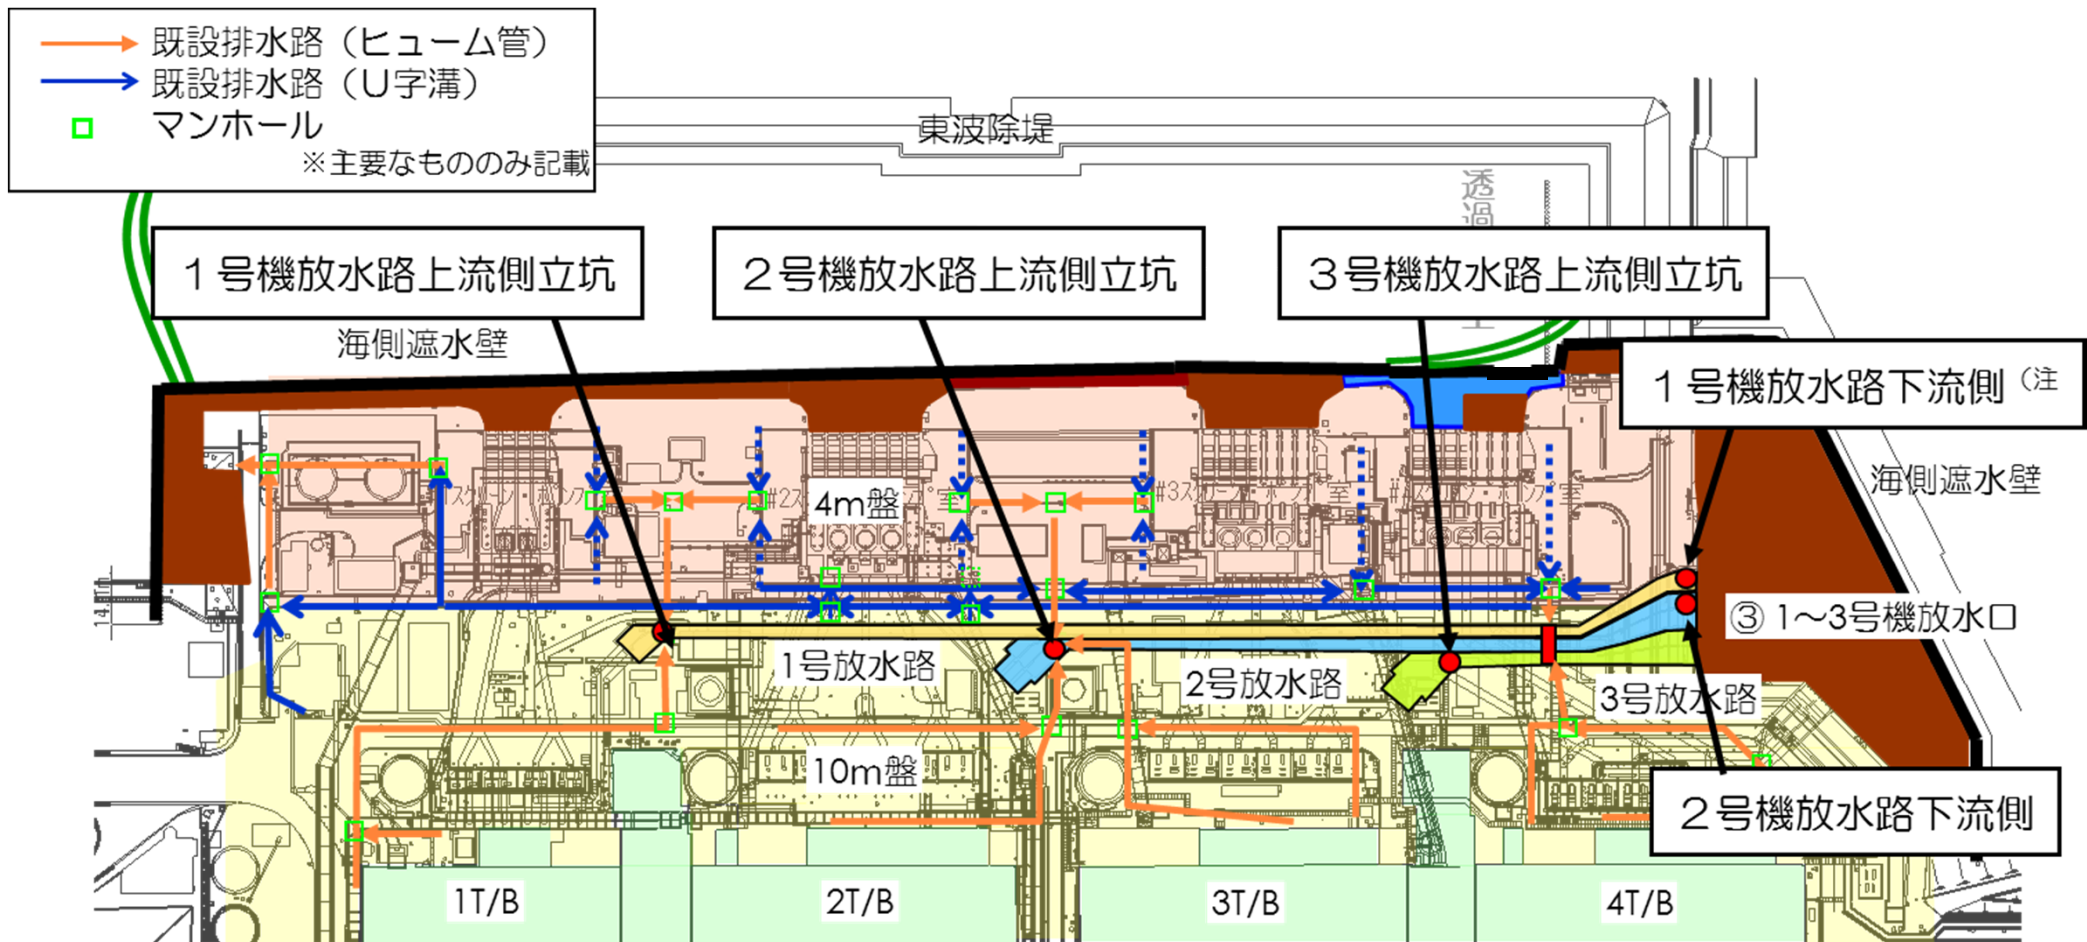 既設排水路（ヒューム管）
既設排水路（U字溝）
マンホール
※主要なもののみ記載
東波除堤
透過
１号機放水路上流側立坑
２号機放水路上流側立坑
３号機放水路上流側立坑
海側遮水壁
１号機放水路下流側（注
海側遮水壁
4m盤
③ 1～3号機放水口
1号放水路
2号放水路
3号放水路
10m盤
２号機放水路下流側
1T/B
2T/B
3T/B
4T/B